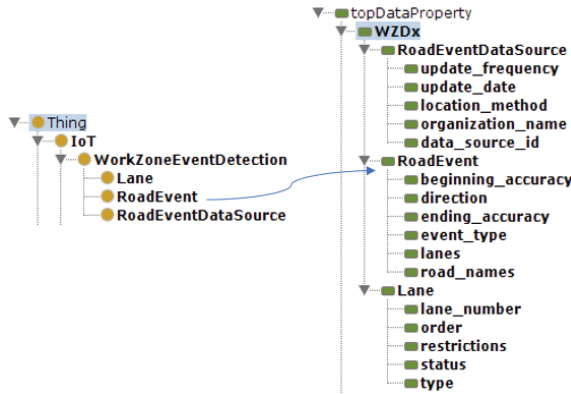 Thing
IoT
WorkZoneEventDetection
Lane
RoadEvent
RoadEventDataSource
topDataProperty
WZDx
RoadEventDataSource
update_frequency
update_date
location_method
organization_name
data_source_id
RoadEvent
beginning_accuracy
direction
ending_accuracy
event_type
lanes
road_names
Lane
lane_number
order
restrictions
status
type